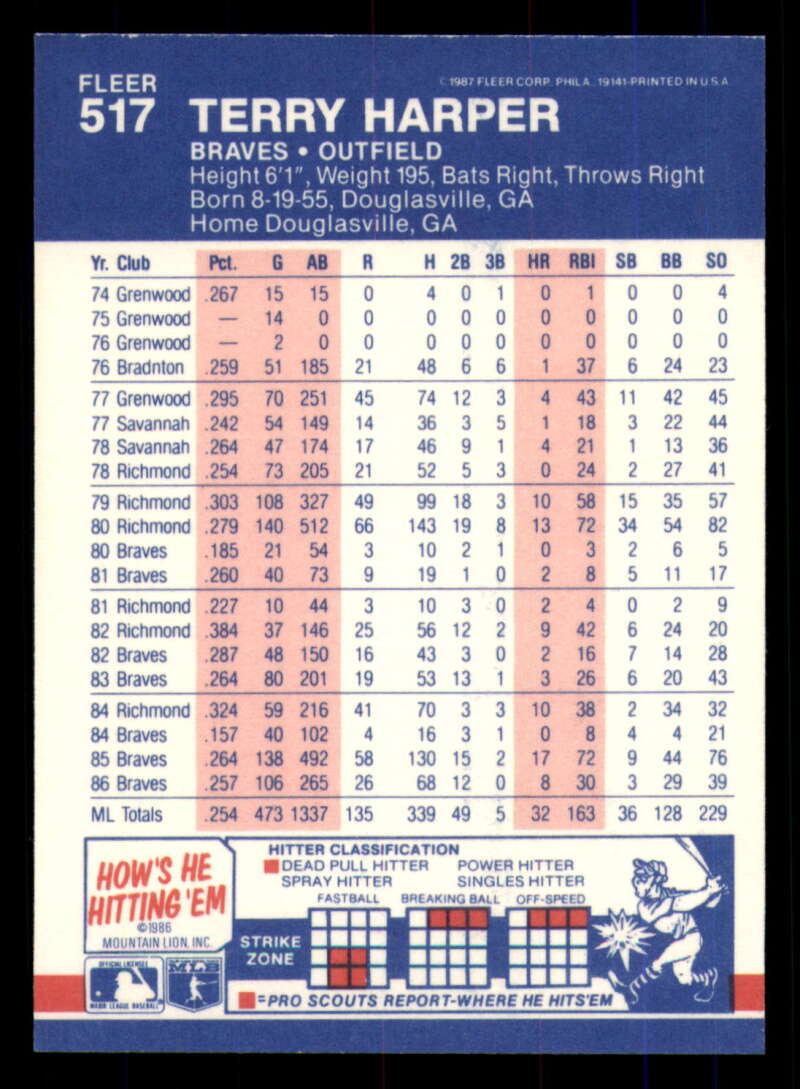 FLEER
© 1987 FLEER CORP. PHILA. 19141-PRINTED IN U.S.A.
517 TERRY HARPER
BRAVES • OUTFIELD
Height 6'1", Weight 195, Bats Right, Throws Right
Born 8-19-55, Douglasville, GA
Home Douglasville, GA
Yr. Club Pct. G AB R H 2B 3B HR RBI SB BB SO
74 Grenwood .267 15 15 0 4 0 1 0 1 0 0 4
75 Grenwood — 14 0 0 0 0 0 0 0 0 0 0
76 Grenwood — 2 0 0 0 0 0 0 0 0 0 0
76 Bradnton .259 51 185 21 48 6 6 1 37 6 24 23
77 Grenwood .295 70 251 45 74 12 3 4 43 11 42 45
77 Savannah .242 54 149 14 36 3 5 1 18 3 22 44
78 Savannah .264 47 174 17 46 9 1 4 21 1 13 36
78 Richmond .254 73 205 21 52 5 3 0 24 2 27 41
79 Richmond .303 108 327 49 99 18 3 10 58 15 35 57
80 Richmond .279 140 512 66 143 19 8 13 72 34 54 82
80 Braves .185 21 54 3 10 2 1 0 3 2 6 5
81 Braves .260 40 73 9 19 1 0 2 8 5 11 17
81 Richmond .227 10 44 3 10 3 0 2 4 0 2 9
82 Richmond .384 37 146 25 56 12 2 9 42 6 24 20
82 Braves .287 48 150 16 43 3 0 2 16 7 14 28
83 Braves .264 80 201 19 53 13 1 3 26 6 20 43
84 Richmond .324 59 216 41 70 3 3 10 38 2 34 32
84 Braves .157 40 102 4 16 3 1 0 8 4 4 21
85 Braves .264 138 492 58 130 15 2 17 72 9 44 76
86 Braves .257 106 265 26 68 12 0 8 30 3 29 39
ML Totals .254 473 1337 135 339 49 5 32 163 36 128 229
HOW'S HE
HITTING 'EM
©1986
MOUNTAIN LION, INC.
HITTER CLASSIFICATION
DEAD PULL HITTER POWER HITTER
SPRAY HITTER SINGLES HITTER
FASTBALL BREAKING BALL OFF-SPEED
STRIKE
ZONE
=PRO SCOUTS REPORT-WHERE HE HITS 'EM
OFFICIAL LICENSEE
MAJOR LEAGUE BASEBALL
MLB